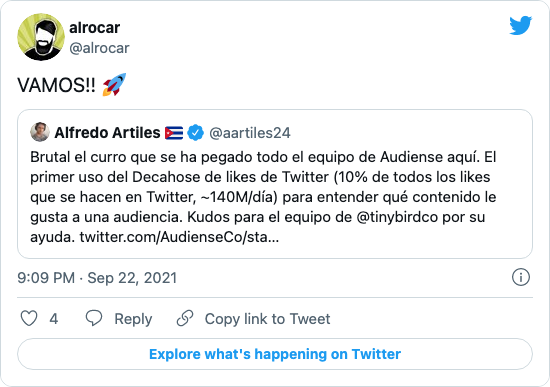 alrocar
@alrocar
VAMOS!! 🚀
Alfredo Artiles 🇨🇺 @aartiles24
Brutal el curro que se ha pegado todo el equipo de Audiense aquí. El
primer uso del Decahose de likes de Twitter (10% de todos los likes
que se hacen en Twitter, ~140M/día) para entender qué contenido le
gusta a una audiencia. Kudos para el equipo de @tinybirdco por su
ayuda. twitter.com/AudienseCo/sta...
9:09 PM · Sep 22, 2021
4 Reply Copy link to Tweet
Explore what's happening on Twitter